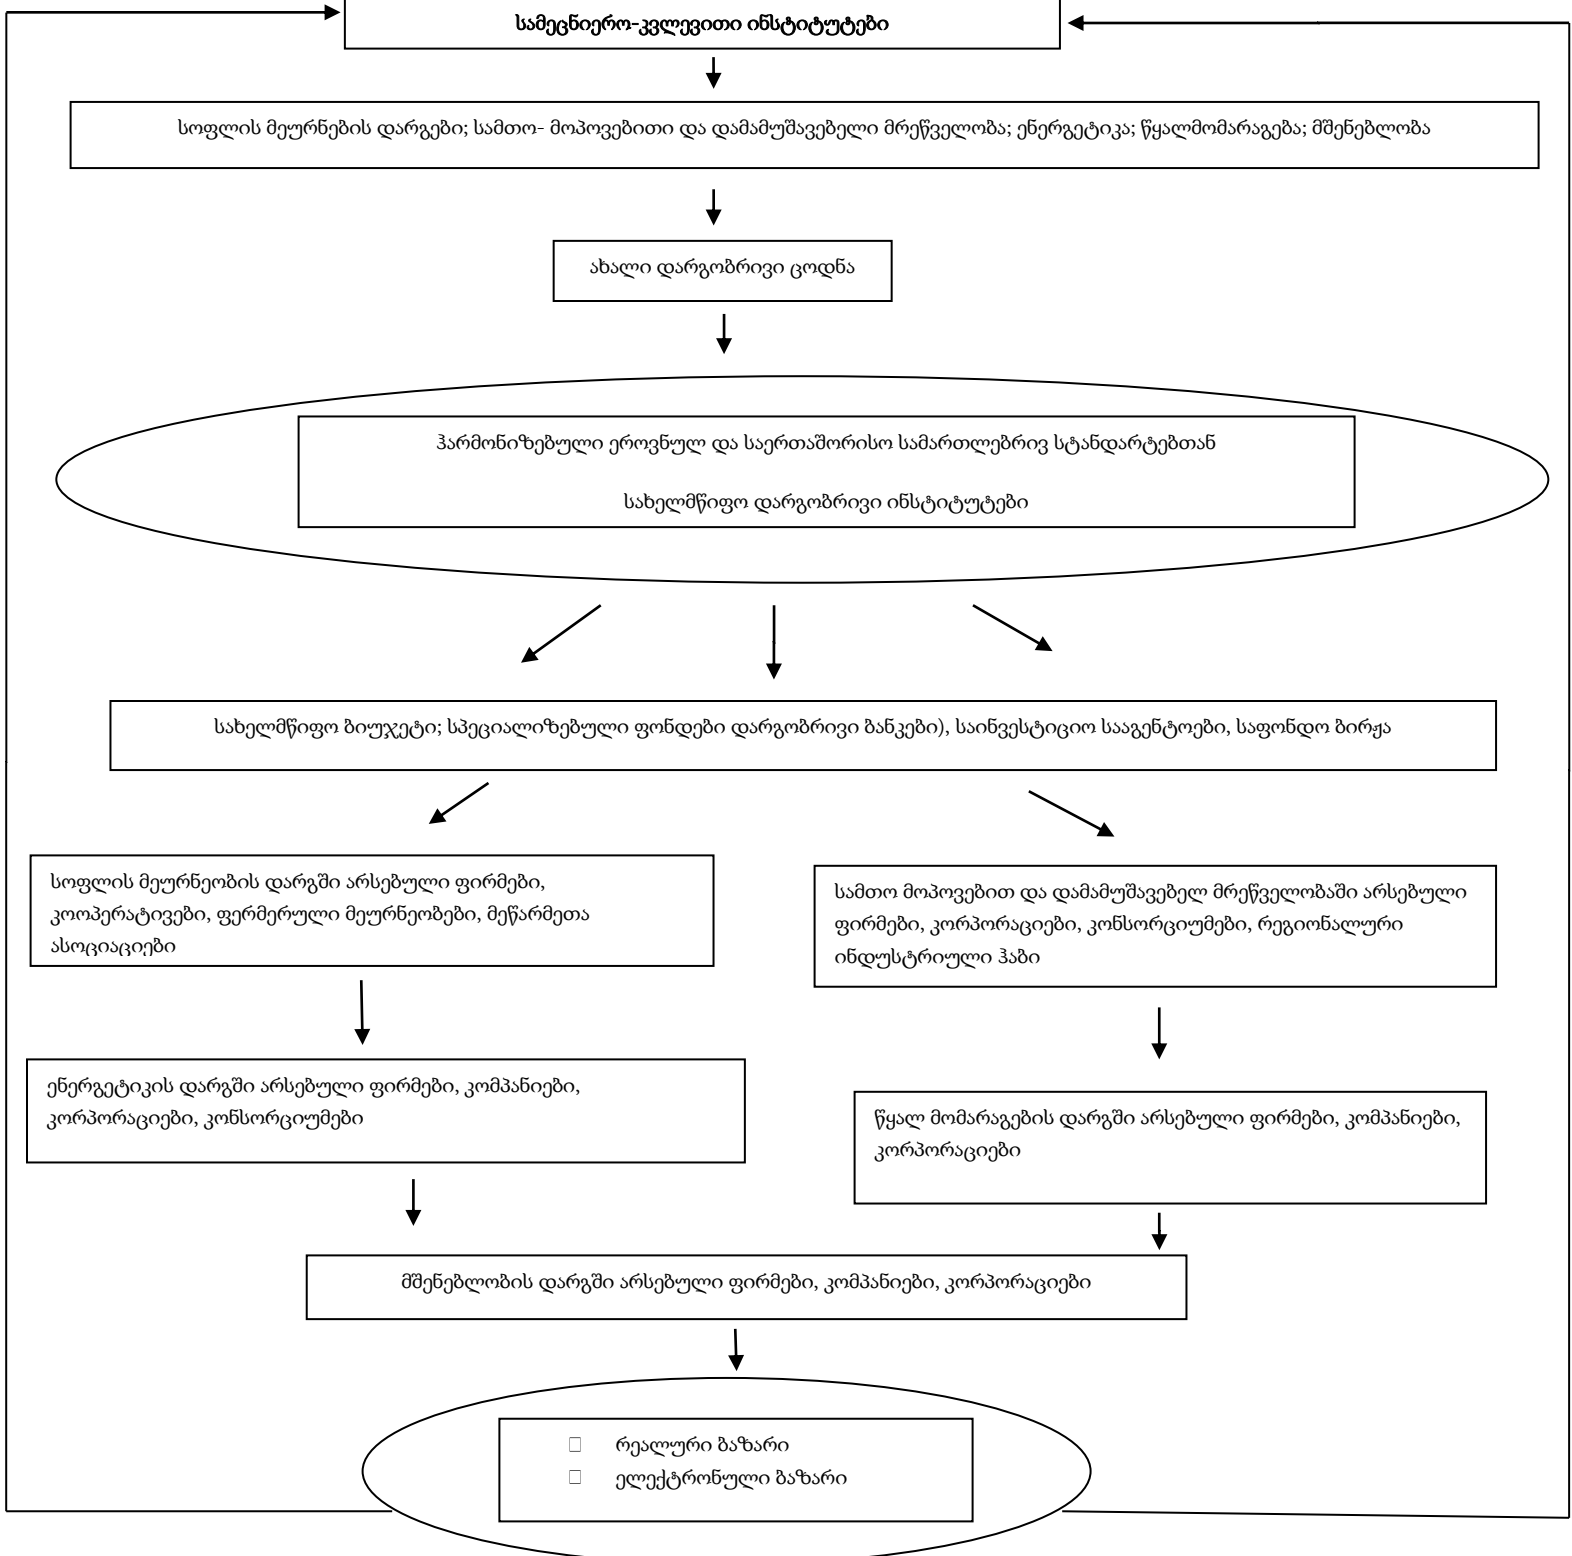 სამეცნიერო-კვლევითი ინსტიტუტები
სოფლის მეურნების დარგები; სამთო- მოპოვებითი და დამამუშავებელი მრეწველობა; ენერგეტიკა; წყალმომარაგება; მშენებლობა
ახალი დარგობრივი ცოდნა
ჰარმონიზებული ეროვნულ და საერთაშორისო სამართლებრივ სტანდარტებთან
სახელმწიფო დარგობრივი ინსტიტუტები
სახელმწიფო ბიუჯეტი; სპეციალიზებული ფონდები დარგობრივი ბანკები), საინვესტიციო სააგენტოები, საფონდო ბირჟა
სოფლის მეურნეობის დარგში არსებული ფირმები,
კოოპერატივები, ფერმერული მეურნეობები, მეწარმეთა
ასოციაციები
სამთო მოპოვებით და დამამუშავებელ მრეწველობაში არსებული
ფირმები, კორპორაციები, კონსორციუმები, რეგიონალური
ინდუსტრიული ჰაბი
ენერგეტიკის დარგში არსებული ფირმები, კომპანიები,
კორპორაციები, კონსორციუმები
წყალ მომარაგების დარგში არსებული ფირმები, კომპანიები,
კორპორაციები
მშენებლობის დარგში არსებული ფირმები, კომპანიები, კორპორაციები
რეალური ბაზარი
ელექტრონული ბაზარი